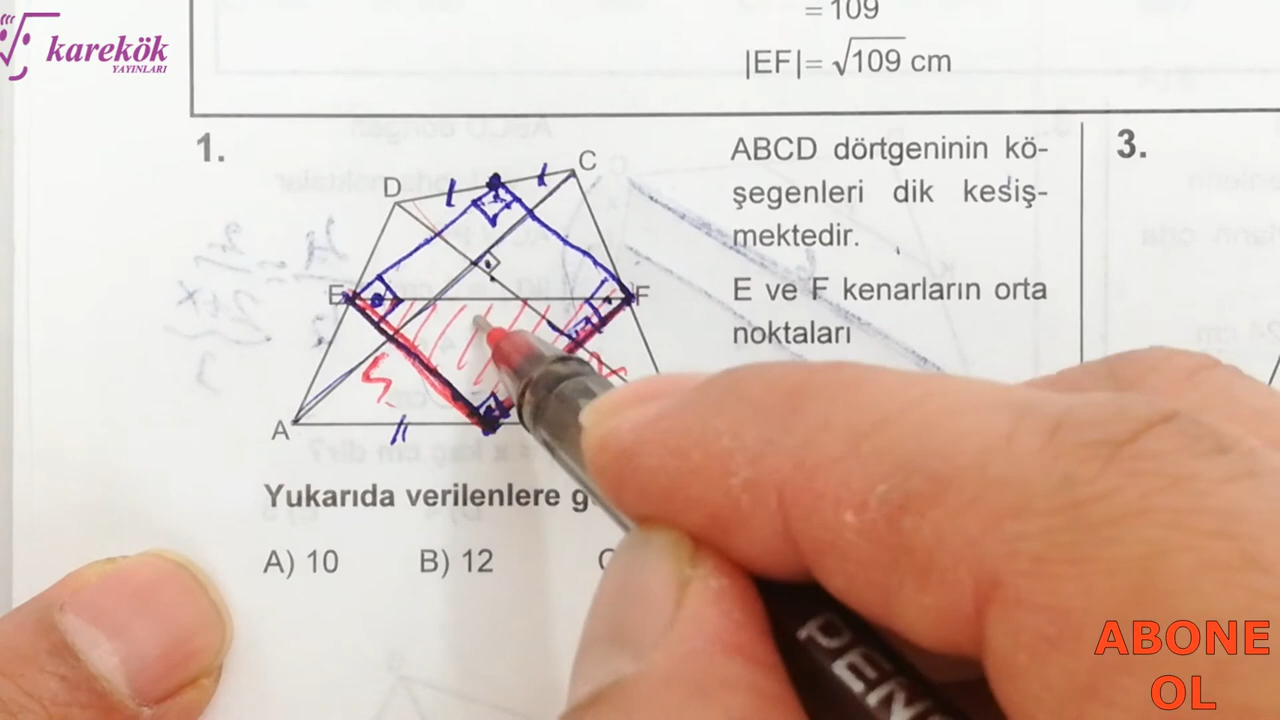 karekök
YAYINLARI
= 109
|EF|= √109 cm
1.
ABCD dörtgeninin kö-
şegenleri dik kesiş-
mektedir.
E ve F kenarların orta
noktaları
3.
D
C
E
F
A
Yukarıda verilenlere g
A) 10 B) 12
ABONE
OL